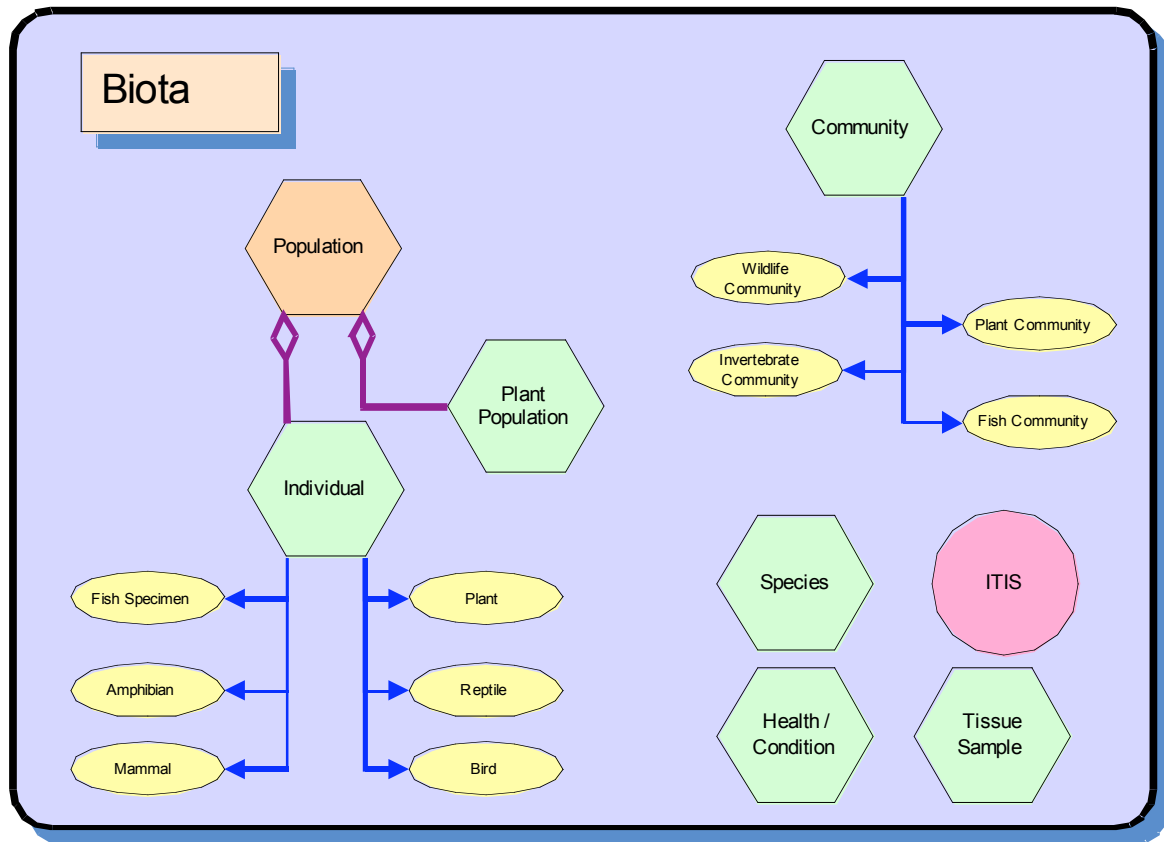 Biota
Community
Population
Wildlife
Community
Plant Community
Invertebrate
Community
Plant
Population
Fish Community
Individual
Species
ITIS
Fish Specimen
Plant
Amphibian
Reptile
Health /
Condition
Tissue
Sample
Mammal
Bird